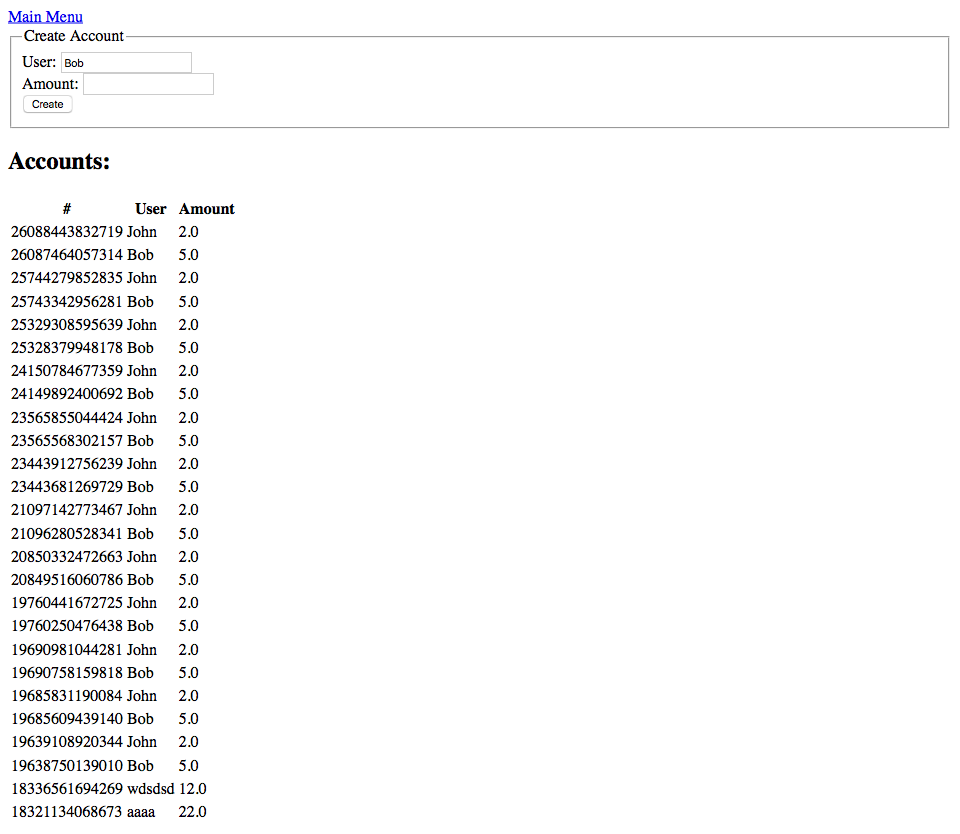 Main Menu
Create Account
User: Bob
Amount:
Create
Accounts:
# User Amount
26088443832719 John 2.0
26087464057314 Bob 5.0
25744279852835 John 2.0
25743342956281 Bob 5.0
25329308595639 John 2.0
25328379948178 Bob 5.0
24150784677359 John 2.0
24149892400692 Bob 5.0
23565855044424 John 2.0
23565568302157 Bob 5.0
23443912756239 John 2.0
23443681269729 Bob 5.0
21097142773467 John 2.0
21096280528341 Bob 5.0
20850332472663 John 2.0
20849516060786 Bob 5.0
19760441672725 John 2.0
19760250476438 Bob 5.0
19690981044281 John 2.0
19690758159818 Bob 5.0
19685831190084 John 2.0
19685609439140 Bob 5.0
19639108920344 John 2.0
19638750139010 Bob 5.0
18336561694269 wdsdsd 12.0
18321134068673 aaaa 22.0